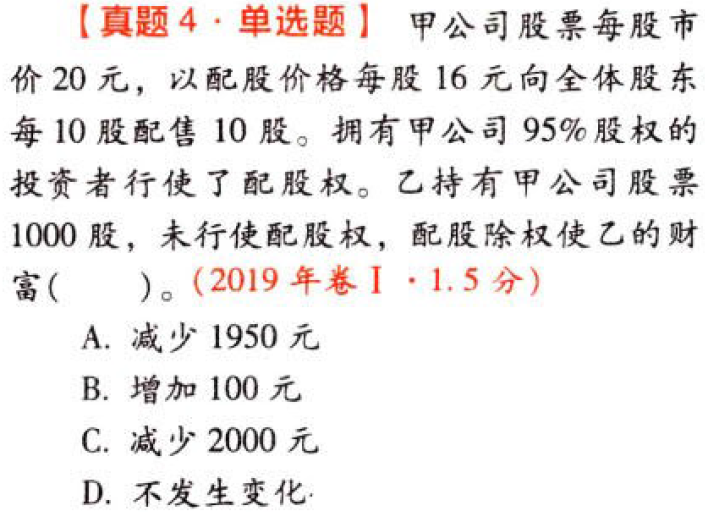 【真题 4 · 单选题】 甲公司股票每股市
价 20 元，以配股价格每股 16 元向全体股东
每 10 股配售 10 股。拥有甲公司 95%股权的
投资者行使了配股权。乙持有甲公司股票
1000 股，未行使配股权，配股除权使乙的财
富(　　)。(2019 年卷Ⅰ · 1.5 分)
A. 减少 1950 元
B. 增加 100 元
C. 减少 2000 元
D. 不发生变化